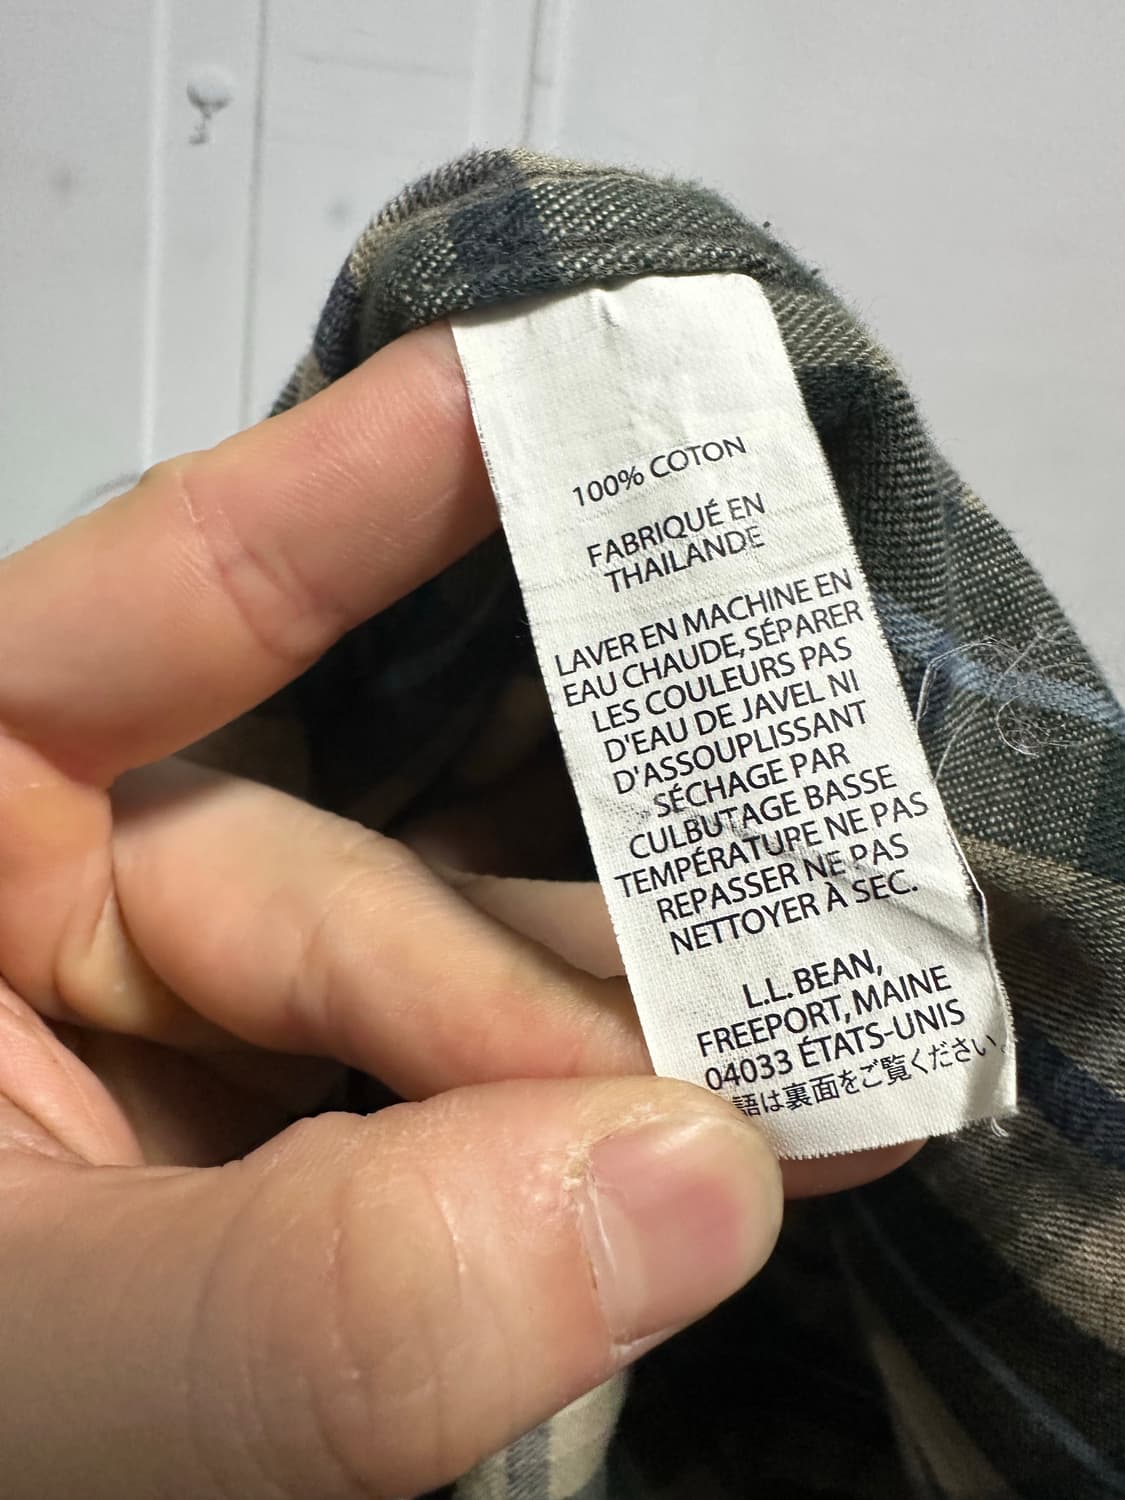 100% COTON
FABRIQUÉ EN
THAILANDE
LAVER EN MACHINE EN
EAU CHAUDE, SÉPARER
LES COULEURS PAS
D'EAU DE JAVEL NI
D'ASSOUPLISSANT
SÉCHAGE PAR
CULBUTAGE BASSE
TEMPÉRATURE NE PAS
REPASSER NE PAS
NETTOYER À SEC.
L.L. BEAN,
FREEPORT, MAINE
04033 ÉTATS-UNIS
語は裏面をご覧ください。